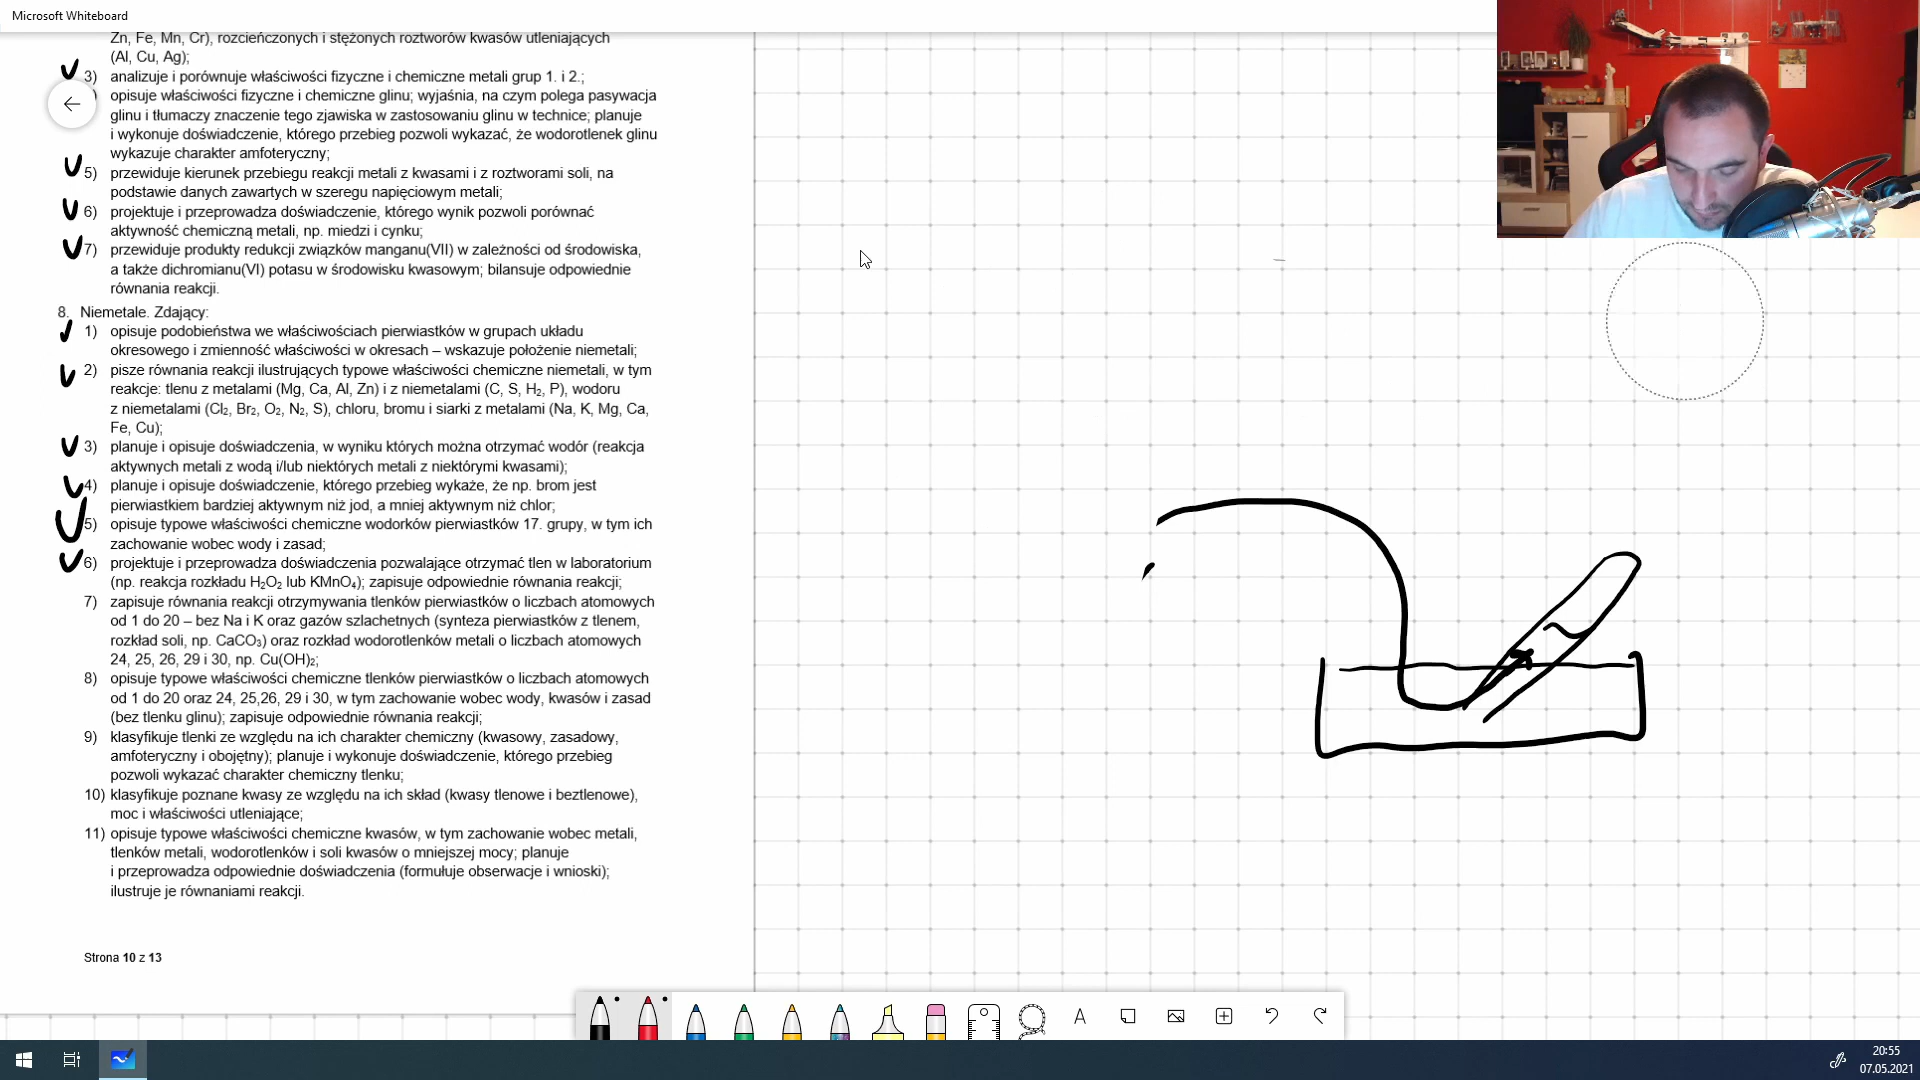 Microsoft Whiteboard
Zn, Fe, Mn, Cr), rozcieńczonych i stężonych roztworów kwasów utleniających
(Al, Cu, Ag);
3) analizuje i porównuje właściwości fizyczne i chemiczne metali grup 1. i 2.;
opisuje właściwości fizyczne i chemiczne glinu; wyjaśnia, na czym polega pasywacja
glinu i tłumaczy znaczenie tego zjawiska w zastosowaniu glinu w technice; planuje
i wykonuje doświadczenie, którego przebieg pozwoli wykazać, że wodorotlenek glinu
wykazuje charakter amfoteryczny;
5) przewiduje kierunek przebiegu reakcji metali z kwasami i z roztworami soli, na
podstawie danych zawartych w szeregu napięciowym metali;
6) projektuje i przeprowadza doświadczenie, którego wynik pozwoli porównać
aktywność chemiczną metali, np. miedzi i cynku;
7) przewiduje produkty redukcji związków manganu(VII) w zależności od środowiska,
a także dichromianu(VI) potasu w środowisku kwasowym; bilansuje odpowiednie
równania reakcji.
8. Niemetale. Zdający:
1) opisuje podobieństwa we właściwościach pierwiastków w grupach układu
okresowego i zmienność właściwości w okresach – wskazuje położenie niemetali;
2) pisze równania reakcji ilustrujących typowe właściwości chemiczne niemetali, w tym
reakcje: tlenu z metalami (Mg, Ca, Al, Zn) i z niemetalami (C, S, H₂, P), wodoru
z niemetalami (Cl₂, Br₂, O₂, N₂, S), chloru, bromu i siarki z metalami (Na, K, Mg, Ca,
Fe, Cu);
3) planuje i opisuje doświadczenia, w wyniku których można otrzymać wodór (reakcja
aktywnych metali z wodą i/lub niektórych metali z niektórymi kwasami);
4) planuje i opisuje doświadczenie, którego przebieg wykaże, że np. brom jest
pierwiastkiem bardziej aktywnym niż jod, a mniej aktywnym niż chlor;
5) opisuje typowe właściwości chemiczne wodorków pierwiastków 17. grupy, w tym ich
zachowanie wobec wody i zasad;
6) projektuje i przeprowadza doświadczenia pozwalające otrzymać tlen w laboratorium
(np. reakcja rozkładu H₂O₂ lub KMnO₄); zapisuje odpowiednie równania reakcji;
7) zapisuje równania reakcji otrzymywania tlenków pierwiastków o liczbach atomowych
od 1 do 20 – bez Na i K oraz gazów szlachetnych (synteza pierwiastków z tlenem,
rozkład soli, np. CaCO₃) oraz rozkład wodorotlenków metali o liczbach atomowych
24, 25, 26, 29 i 30, np. Cu(OH)₂;
8) opisuje typowe właściwości chemiczne tlenków pierwiastków o liczbach atomowych
od 1 do 20 oraz 24, 25,26, 29 i 30, w tym zachowanie wobec wody, kwasów i zasad
(bez tlenku glinu); zapisuje odpowiednie równania reakcji;
9) klasyfikuje tlenki ze względu na ich charakter chemiczny (kwasowy, zasadowy,
amfoteryczny i obojętny); planuje i wykonuje doświadczenie, którego przebieg
pozwoli wykazać charakter chemiczny tlenku;
10) klasyfikuje poznane kwasy ze względu na ich skład (kwasy tlenowe i beztlenowe),
moc i właściwości utleniające;
11) opisuje typowe właściwości chemiczne kwasów, w tym zachowanie wobec metali,
tlenków metali, wodorotlenków i soli kwasów o mniejszej mocy; planuje
i przeprowadza odpowiednie doświadczenia (formułuje obserwacje i wnioski);
ilustruje je równaniami reakcji.
Strona 10 z 13
20:55
07.05.2021